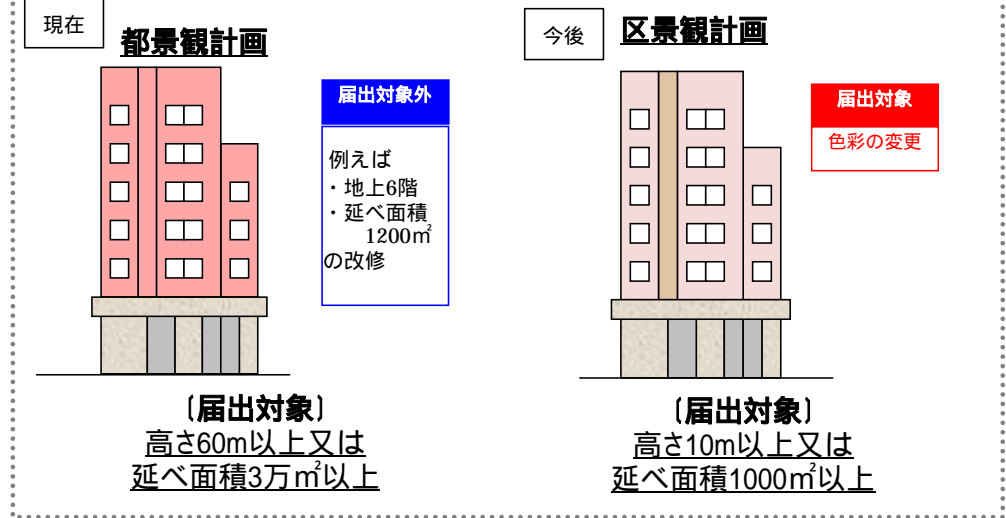 現在
都景観計画
届出対象外
例えば
・地上6階
・延べ面積
1200㎡
の改修
〔届出対象〕
高さ60m以上又は
延べ面積3万㎡以上
今後
区景観計画
届出対象
色彩の変更
〔届出対象〕
高さ10m以上又は
延べ面積1000㎡以上